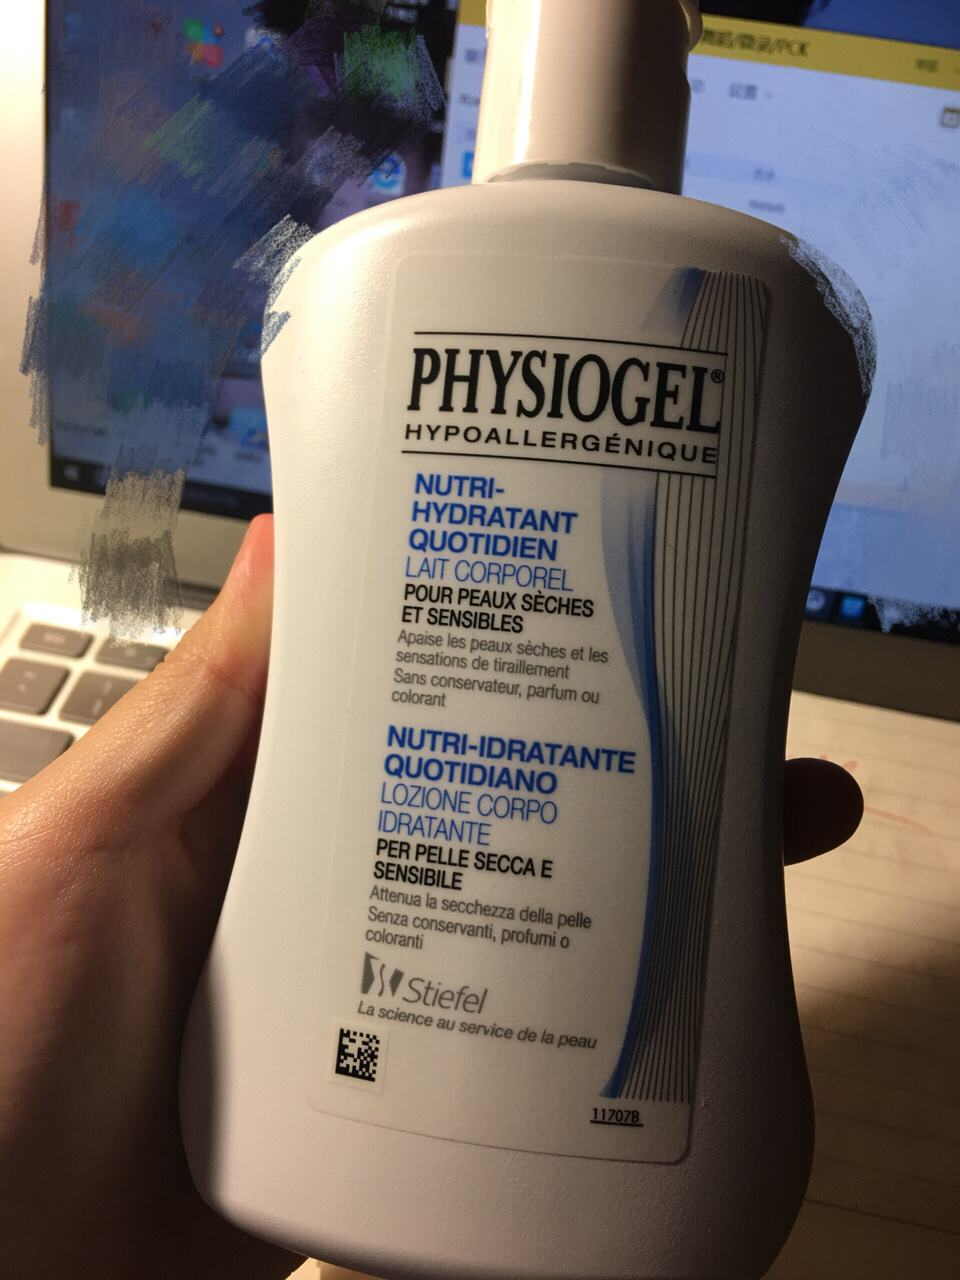 PHYSIOGEL®
HYPOALLERGÉNIQUE
NUTRI-
HYDRATANT
QUOTIDIEN
LAIT CORPOREL
POUR PEAUX SÈCHES
ET SENSIBLES
Apaise les peaux sèches et les
sensations de tiraillement
Sans conservateur, parfum ou
colorant
NUTRI-IDRATANTE
QUOTIDIANO
LOZIONE CORPO
IDRATANTE
PER PELLE SECCA E
SENSIBILE
Attenua la secchezza della pelle
Senza conservanti, profumi o
coloranti
Stiefel
La science au service de la peau
11707B